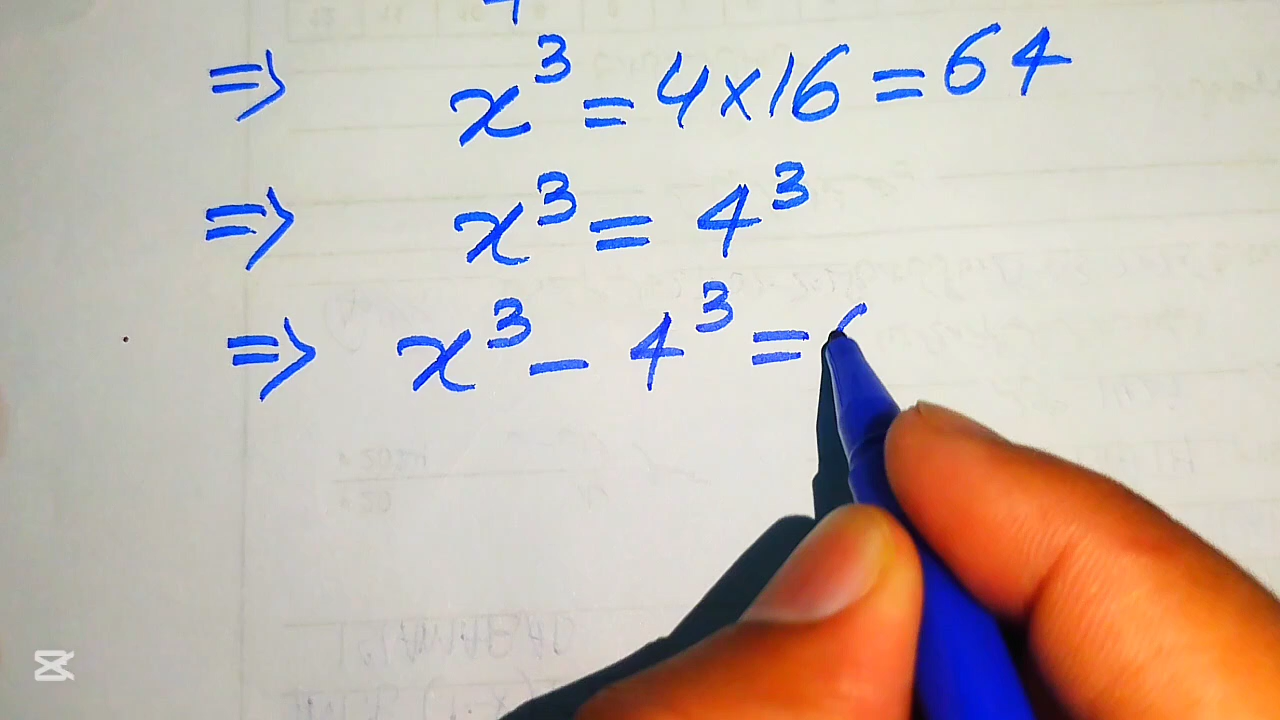 ⇒ x³ = 4×16 = 64
⇒ x³ = 4³
⇒ x³ - 4³ =